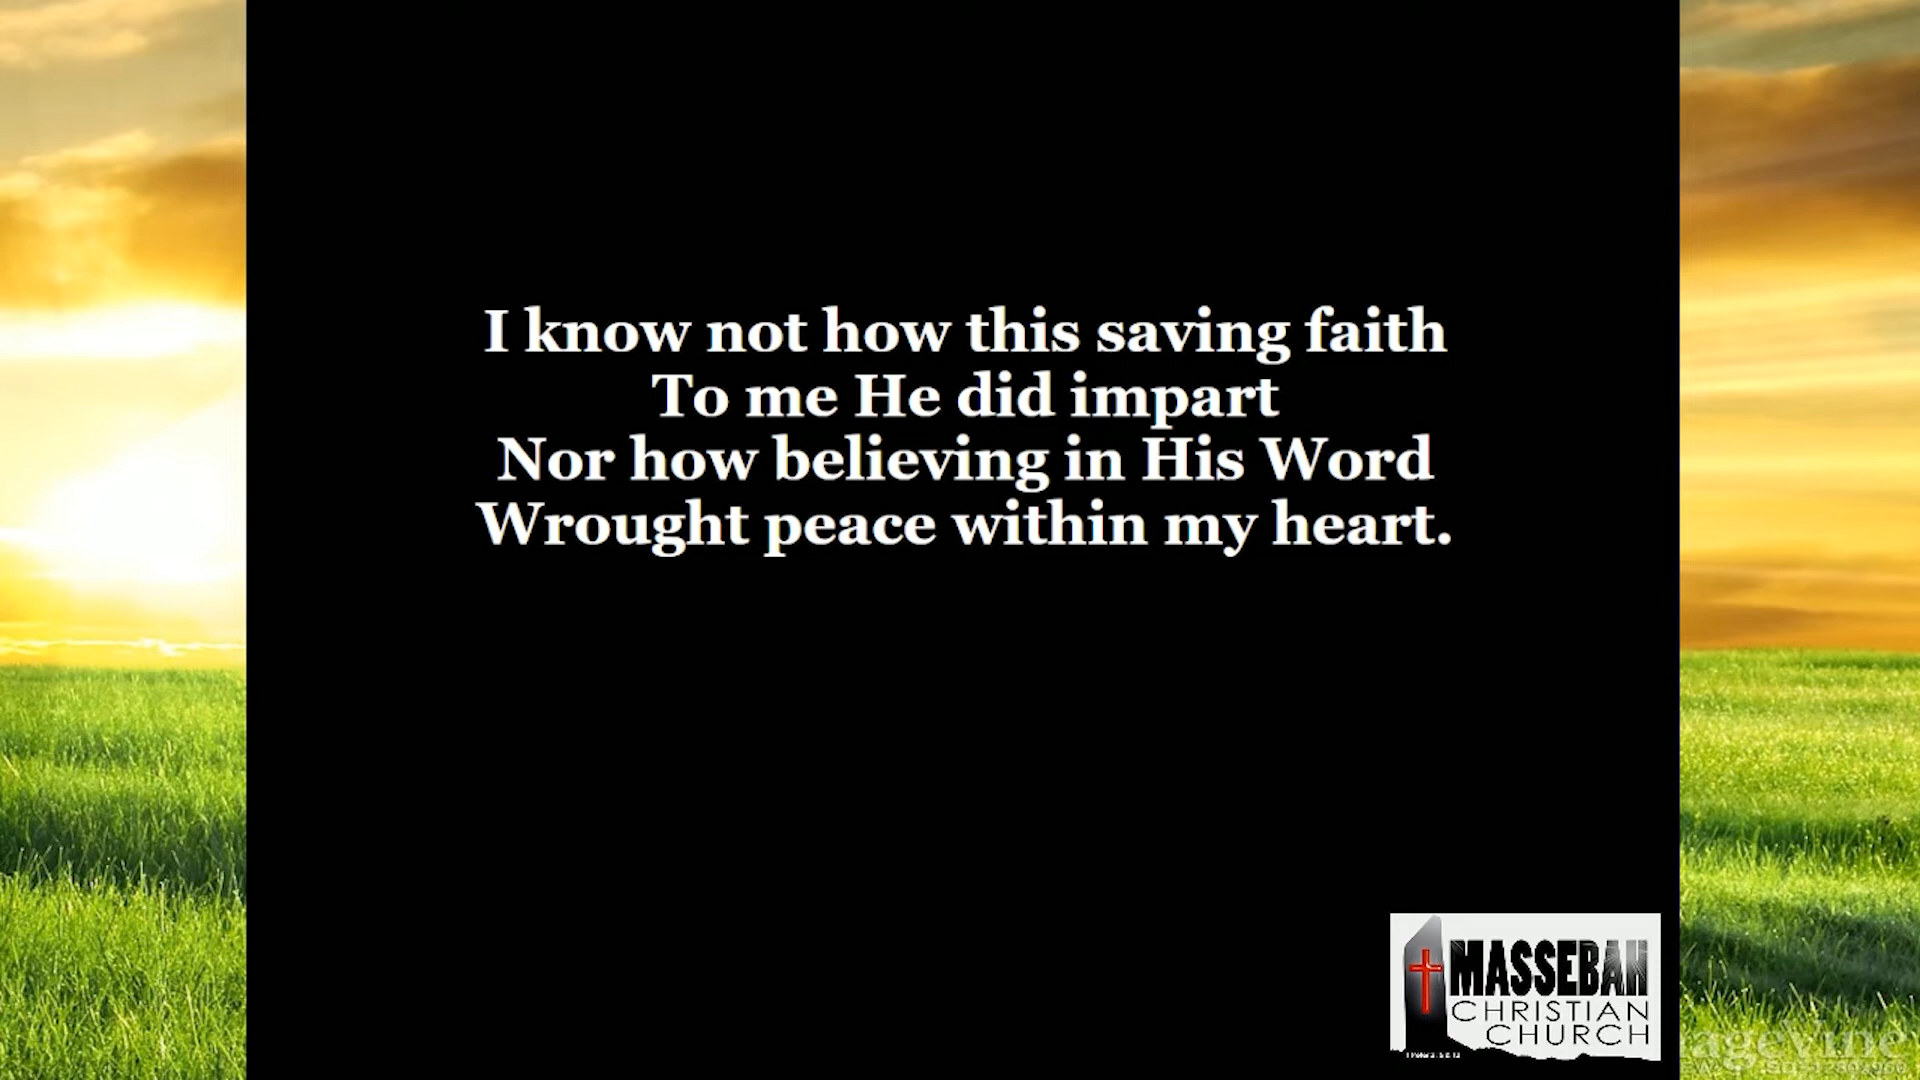 I know not how this saving faith
To me He did impart
Nor how believing in His Word
Wrought peace within my heart.
MASSEBAH
CHRISTIAN
CHURCH